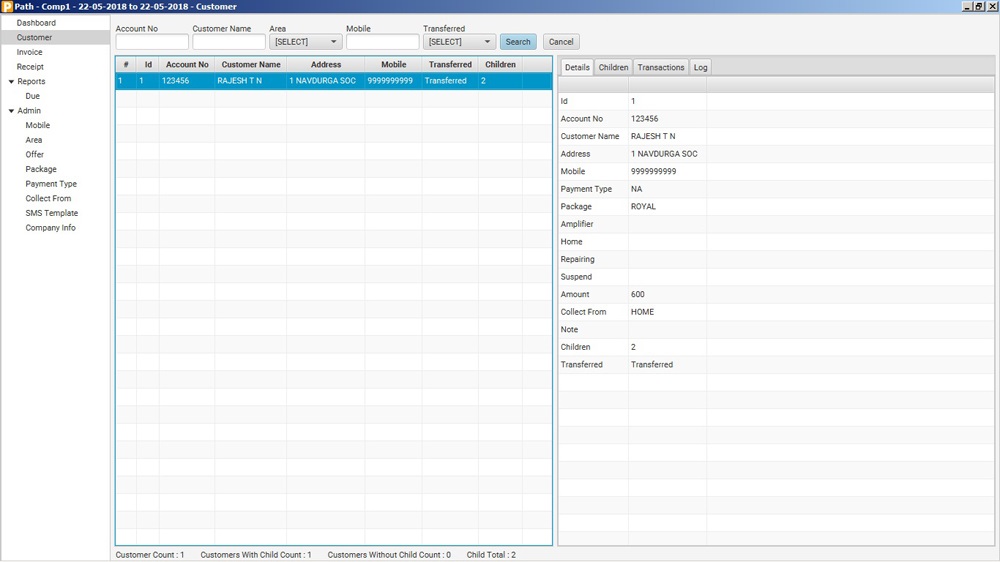 P Path - Comp1 - 22-05-2018 to 22-05-2018 - Customer
Dashboard
Customer
Invoice
Receipt
Reports
Due
Admin
Mobile
Area
Offer
Package
Payment Type
Collect From
SMS Template
Company Info
Account No Customer Name Area Mobile Transferred
[SELECT] [SELECT] Search Cancel
# Id Account No Customer Name Address Mobile Transferred Children
1 1 123456 RAJESH T N 1 NAVDURGA SOC 9999999999 Transferred 2
Details Children Transactions Log
Id 1
Account No 123456
Customer Name RAJESH T N
Address 1 NAVDURGA SOC
Mobile 9999999999
Payment Type NA
Package ROYAL
Amplifier
Home
Repairing
Suspend
Amount 600
Collect From HOME
Note
Children 2
Transferred Transferred
Customer Count : 1 Customers With Child Count : 1 Customers Without Child Count : 0 Child Total : 2